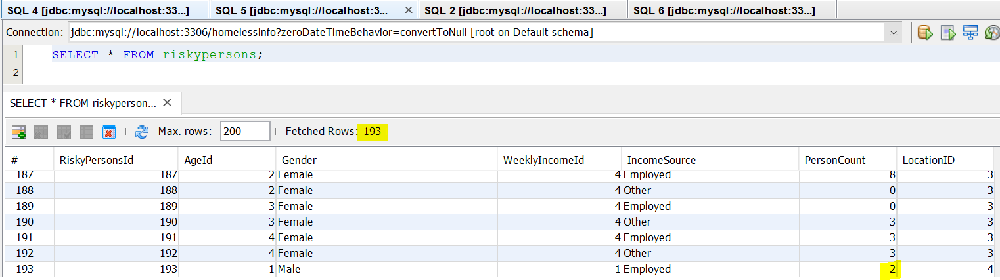 SQL 4 [jdbc:mysql://localhost:33...] SQL 5 [jdbc:mysql://localhost:3... SQL 2 [jdbc:mysql://localhost:33...] SQL 6 [jdbc:mysql://localhost:33...]
Connection: jdbc:mysql://localhost:3306/homelessinfo?zeroDateTimeBehavior=convertToNull [root on Default schema]
1 SELECT * FROM riskypersons;
2
SELECT * FROM riskyperson...
Max. rows: 200 Fetched Rows: 193
# RiskyPersonsId AgeId Gender WeeklyIncomeId IncomeSource PersonCount LocationID
187 187 2 Female 4 Employed 8 3
188 188 2 Female 4 Other 0 3
189 189 3 Female 4 Employed 0 3
190 190 3 Female 4 Other 3 3
191 191 4 Female 4 Employed 3 3
192 192 4 Female 4 Other 3 3
193 193 1 Male 1 Employed 2 4